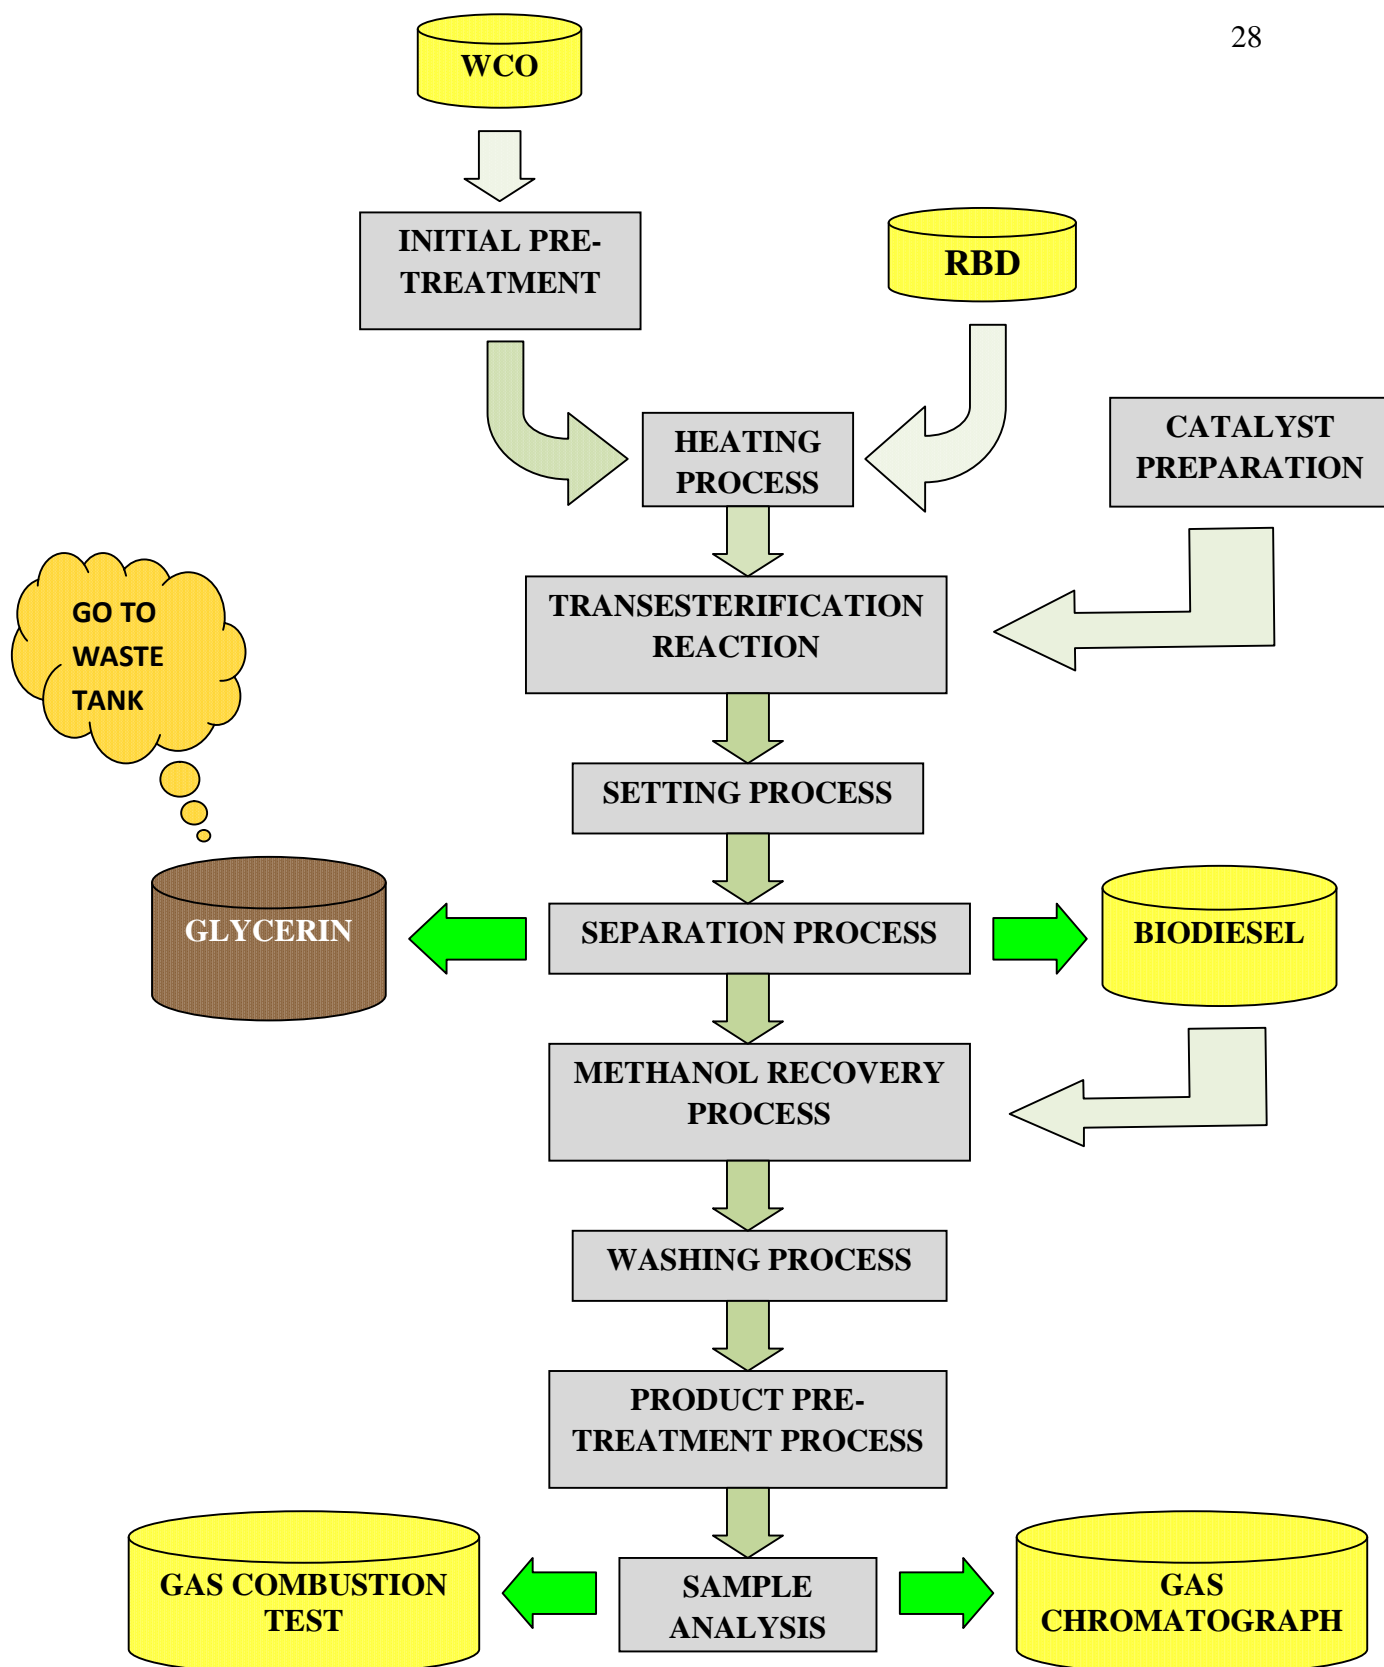 28
WCO
INITIAL PRE-
TREATMENT
RBD
HEATING
PROCESS
CATALYST
PREPARATION
TRANSESTERIFICATION
REACTION
GO TO
WASTE
TANK
SETTING PROCESS
GLYCERIN
SEPARATION PROCESS
BIODIESEL
METHANOL RECOVERY
PROCESS
WASHING PROCESS
PRODUCT PRE-
TREATMENT PROCESS
GAS COMBUSTION
TEST
SAMPLE
ANALYSIS
GAS
CHROMATOGRAPH